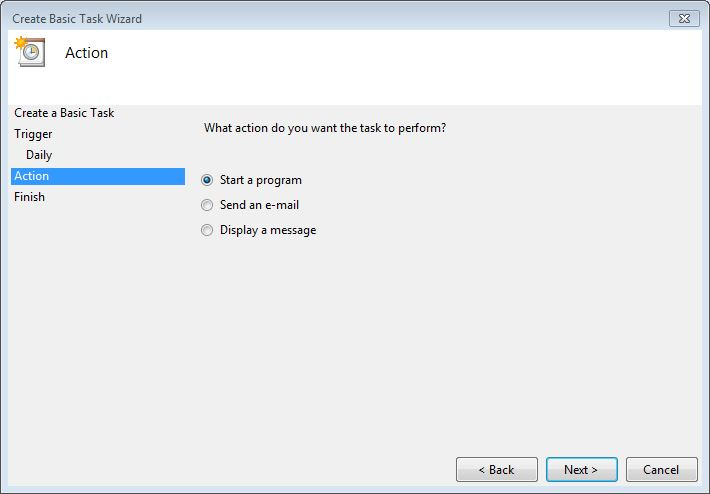 Create Basic Task Wizard
Action
Create a Basic Task
Trigger
Daily
Action
Finish
What action do you want the task to perform?
Start a program
Send an e-mail
Display a message
< Back
Next >
Cancel